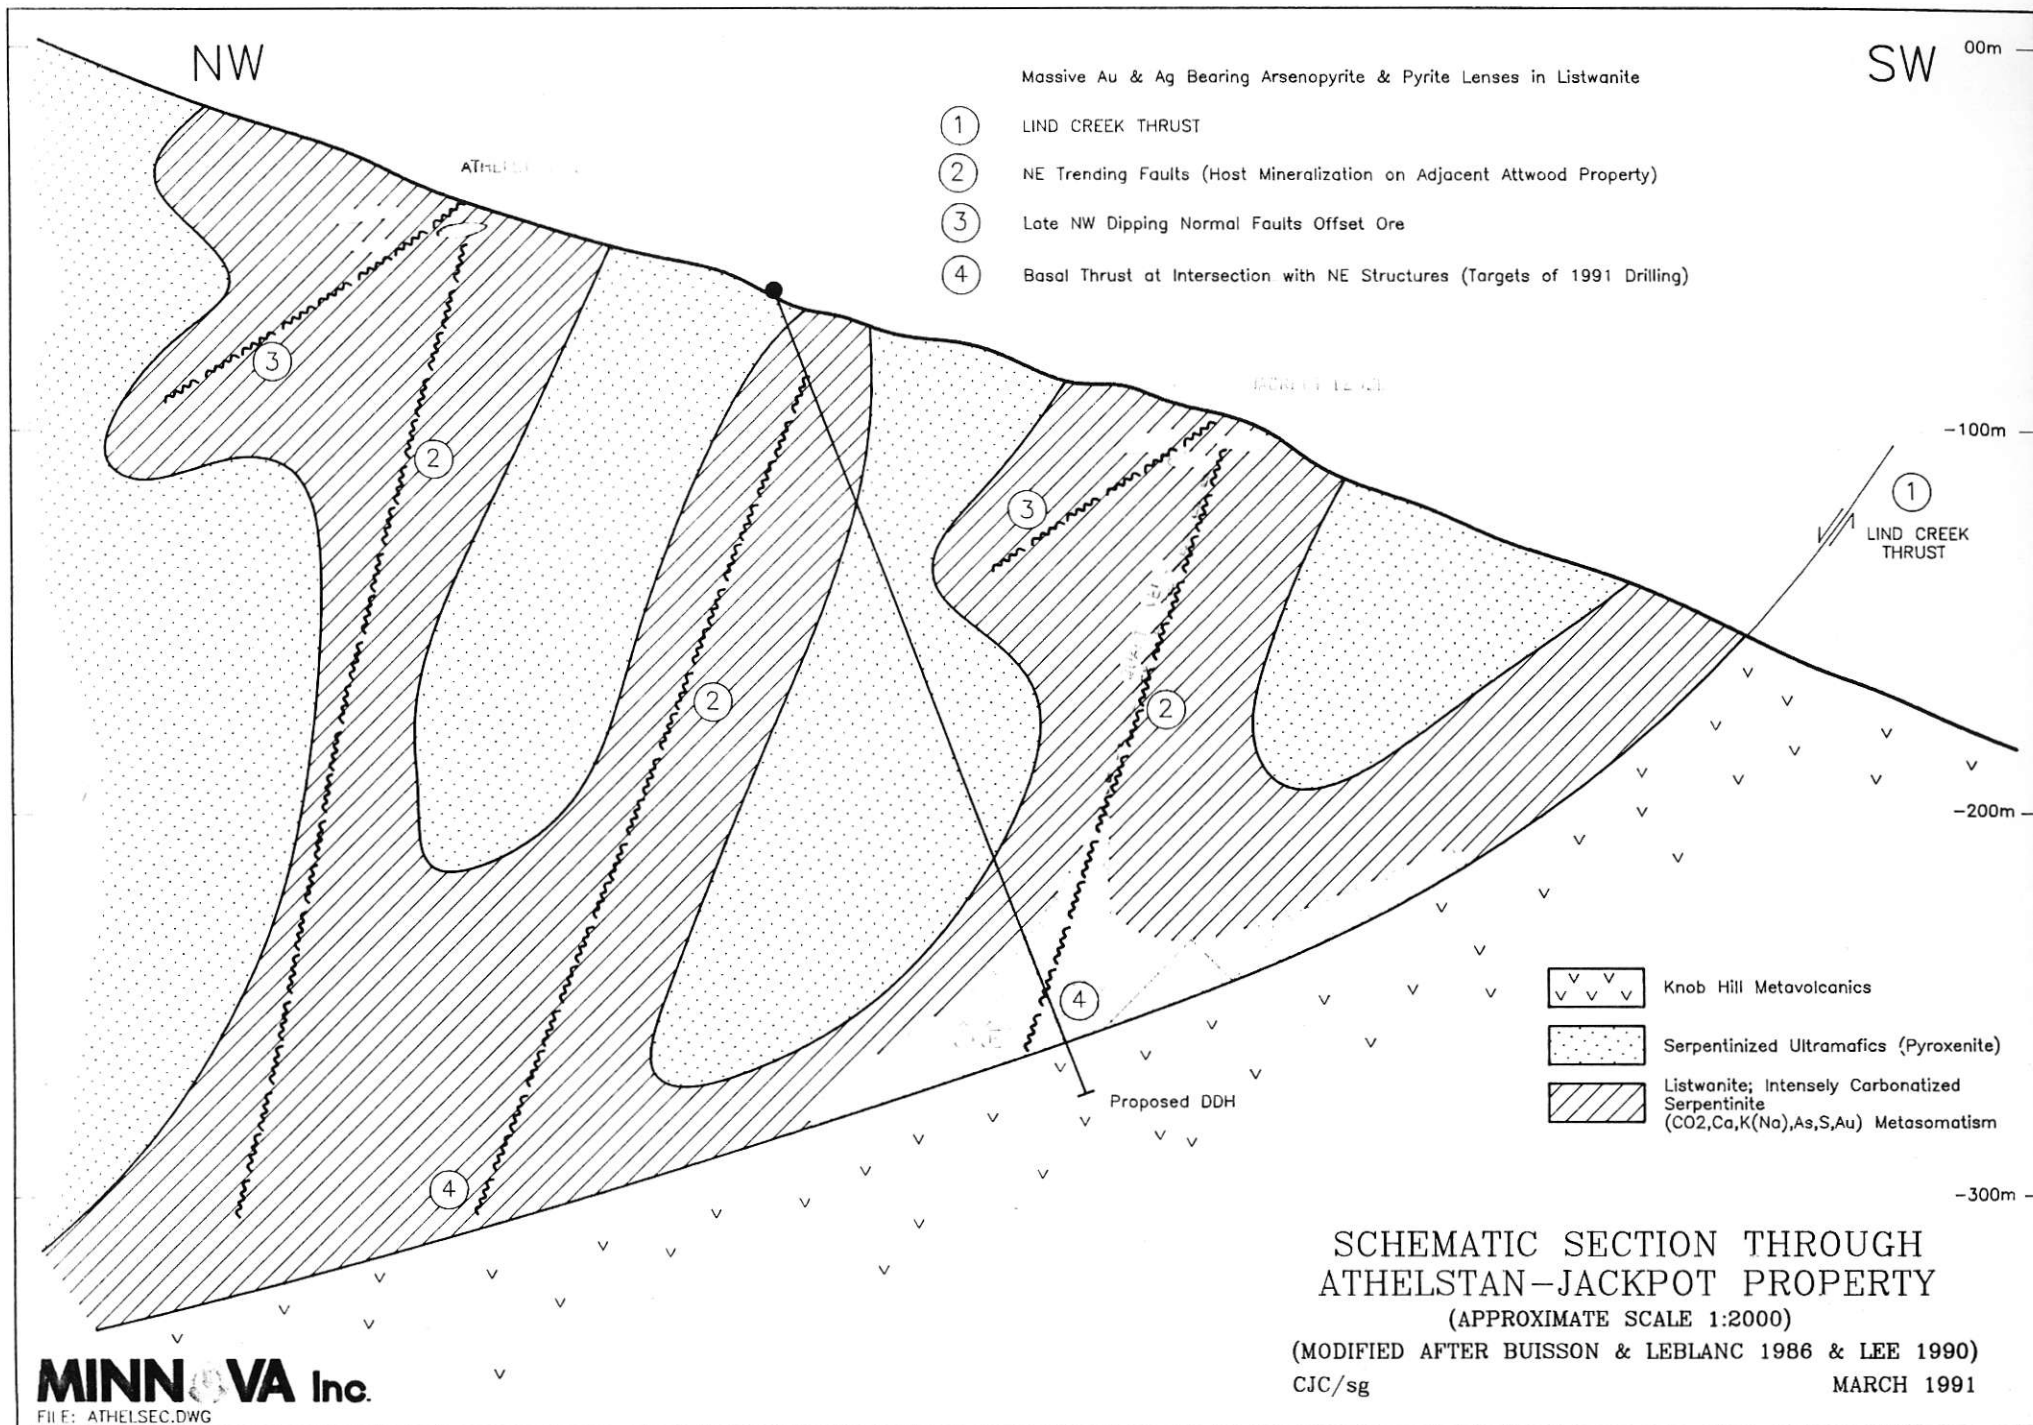 NW
SW
00m
Massive Au & Ag Bearing Arsenopyrite & Pyrite Lenses in Listwanite
1 LIND CREEK THRUST
2 NE Trending Faults (Host Mineralization on Adjacent Attwood Property)
3 Late NW Dipping Normal Faults Offset Ore
4 Basal Thrust at Intersection with NE Structures (Targets of 1991 Drilling)
3
2
-100m
3
1
LIND CREEK
THRUST
2
2
-200m
4
Proposed DDH
4
Knob Hill Metavolcanics
Serpentinized Ultramafics (Pyroxenite)
Listwanite; Intensely Carbonatized
Serpentinite
(CO2,Ca,K(Na),As,S,Au) Metasomatism
-300m
SCHEMATIC SECTION THROUGH
ATHELSTAN-JACKPOT PROPERTY
(APPROXIMATE SCALE 1:2000)
(MODIFIED AFTER BUISSON & LEBLANC 1986 & LEE 1990)
CJC/sg MARCH 1991
MINNOVA Inc.
FILE: ATHELSEC.DWG